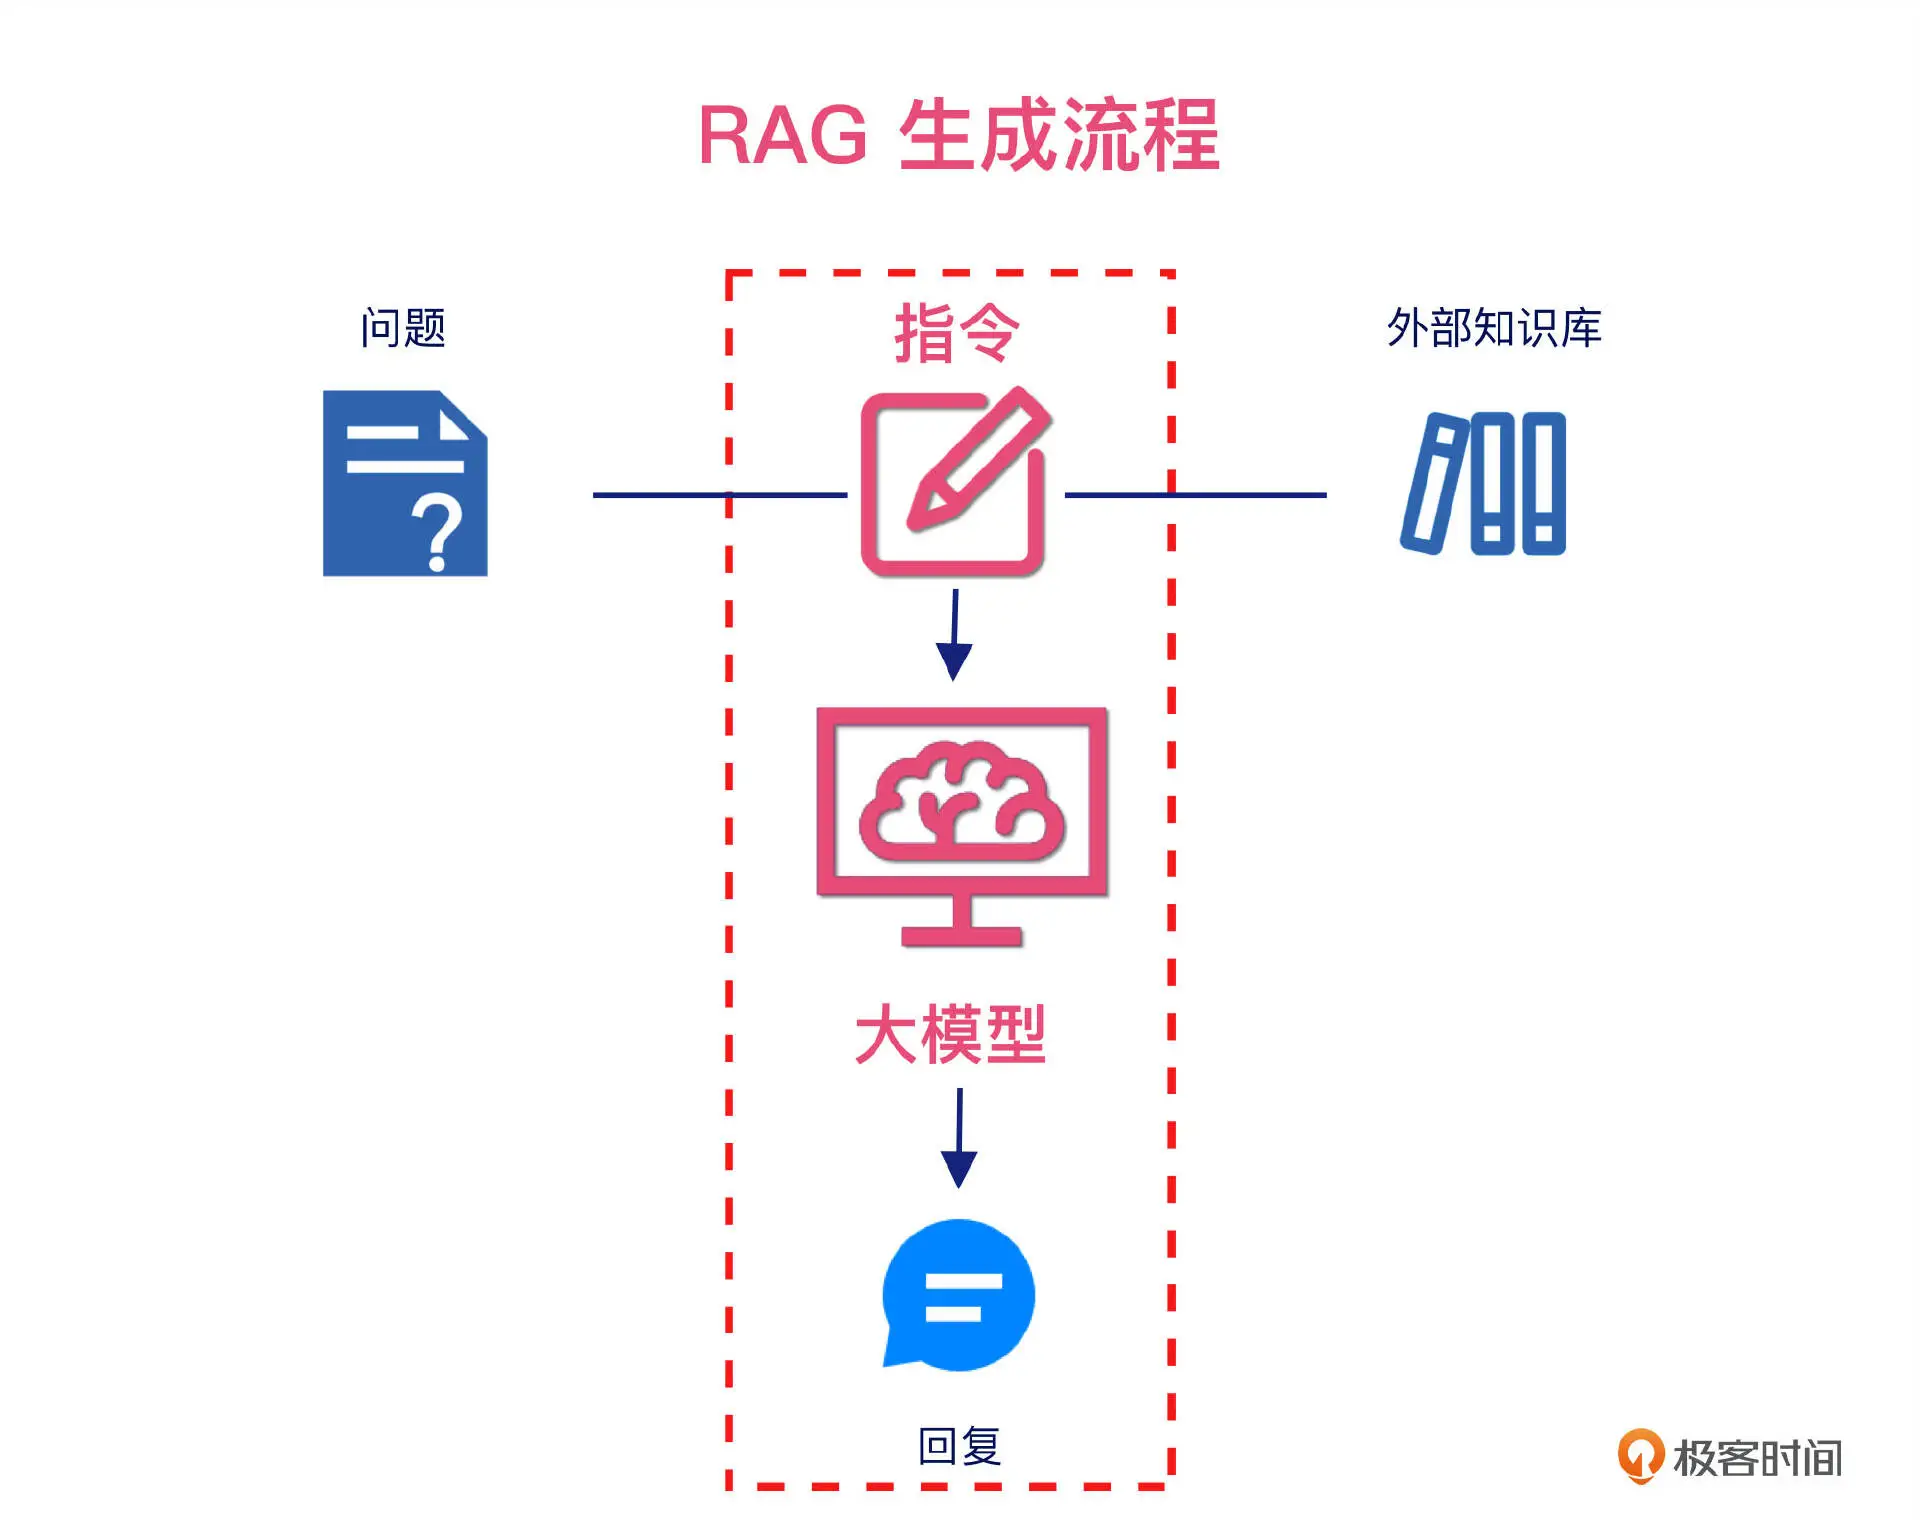 RAG 生成流程
问题
指令
外部知识库
?
大模型
回复
极客时间